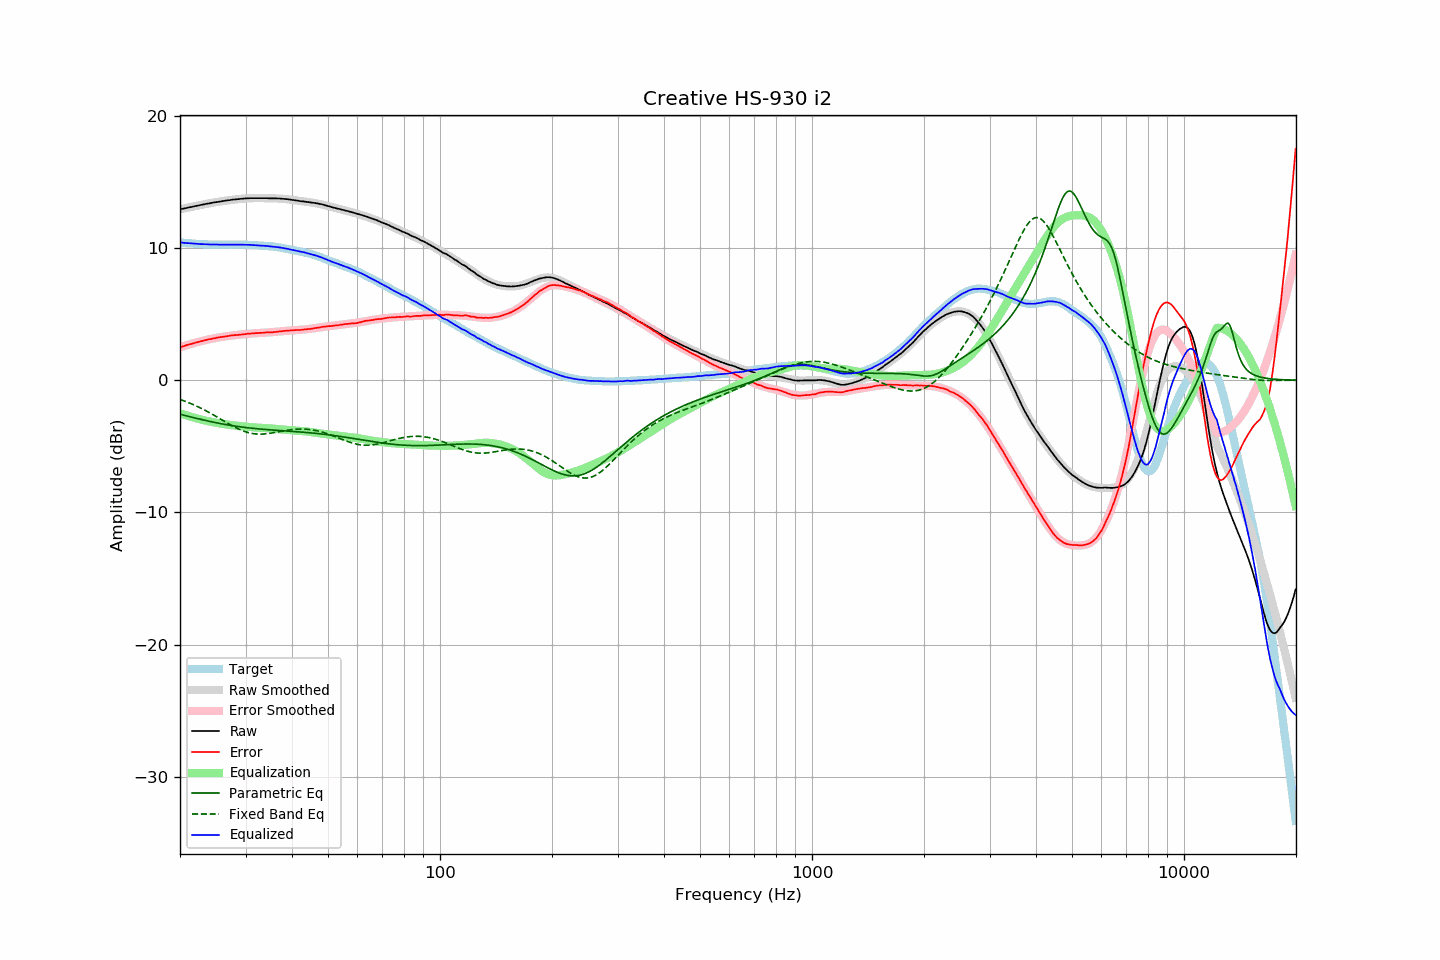 Creative HS-930 i2
20
10
0
−10
−20
−30
Amplitude (dBr)
Target
Raw Smoothed
Error Smoothed
Raw
Error
Equalization
Parametric Eq
Fixed Band Eq
Equalized
100
1000
10000
Frequency (Hz)